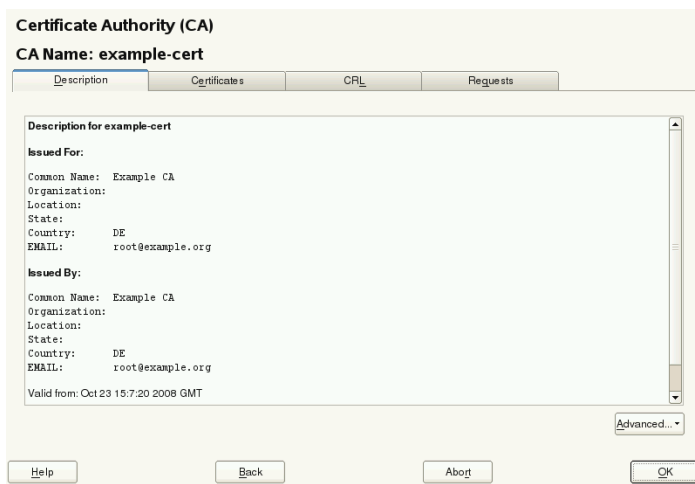 Certificate Authority (CA)
CA Name: example-cert
Description Certificates CRL Requests
Description for example-cert
Issued For:
Common Name: Example CA
Organization:
Location:
State:
Country: DE
EMAIL: root@example.org
Issued By:
Common Name: Example CA
Organization:
Location:
State:
Country: DE
EMAIL: root@example.org
Valid from: Oct 23 15:7:20 2008 GMT
Advanced...
Help Back Abort OK